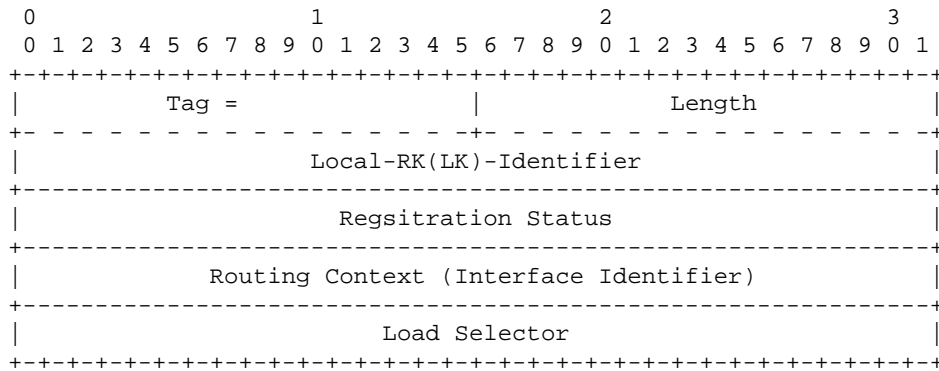 0                   1                   2                   3
0 1 2 3 4 5 6 7 8 9 0 1 2 3 4 5 6 7 8 9 0 1 2 3 4 5 6 7 8 9 0 1
Tag = | Length
Local-RK(LK)-Identifier
Regsitration Status
Routing Context (Interface Identifier)
Load Selector